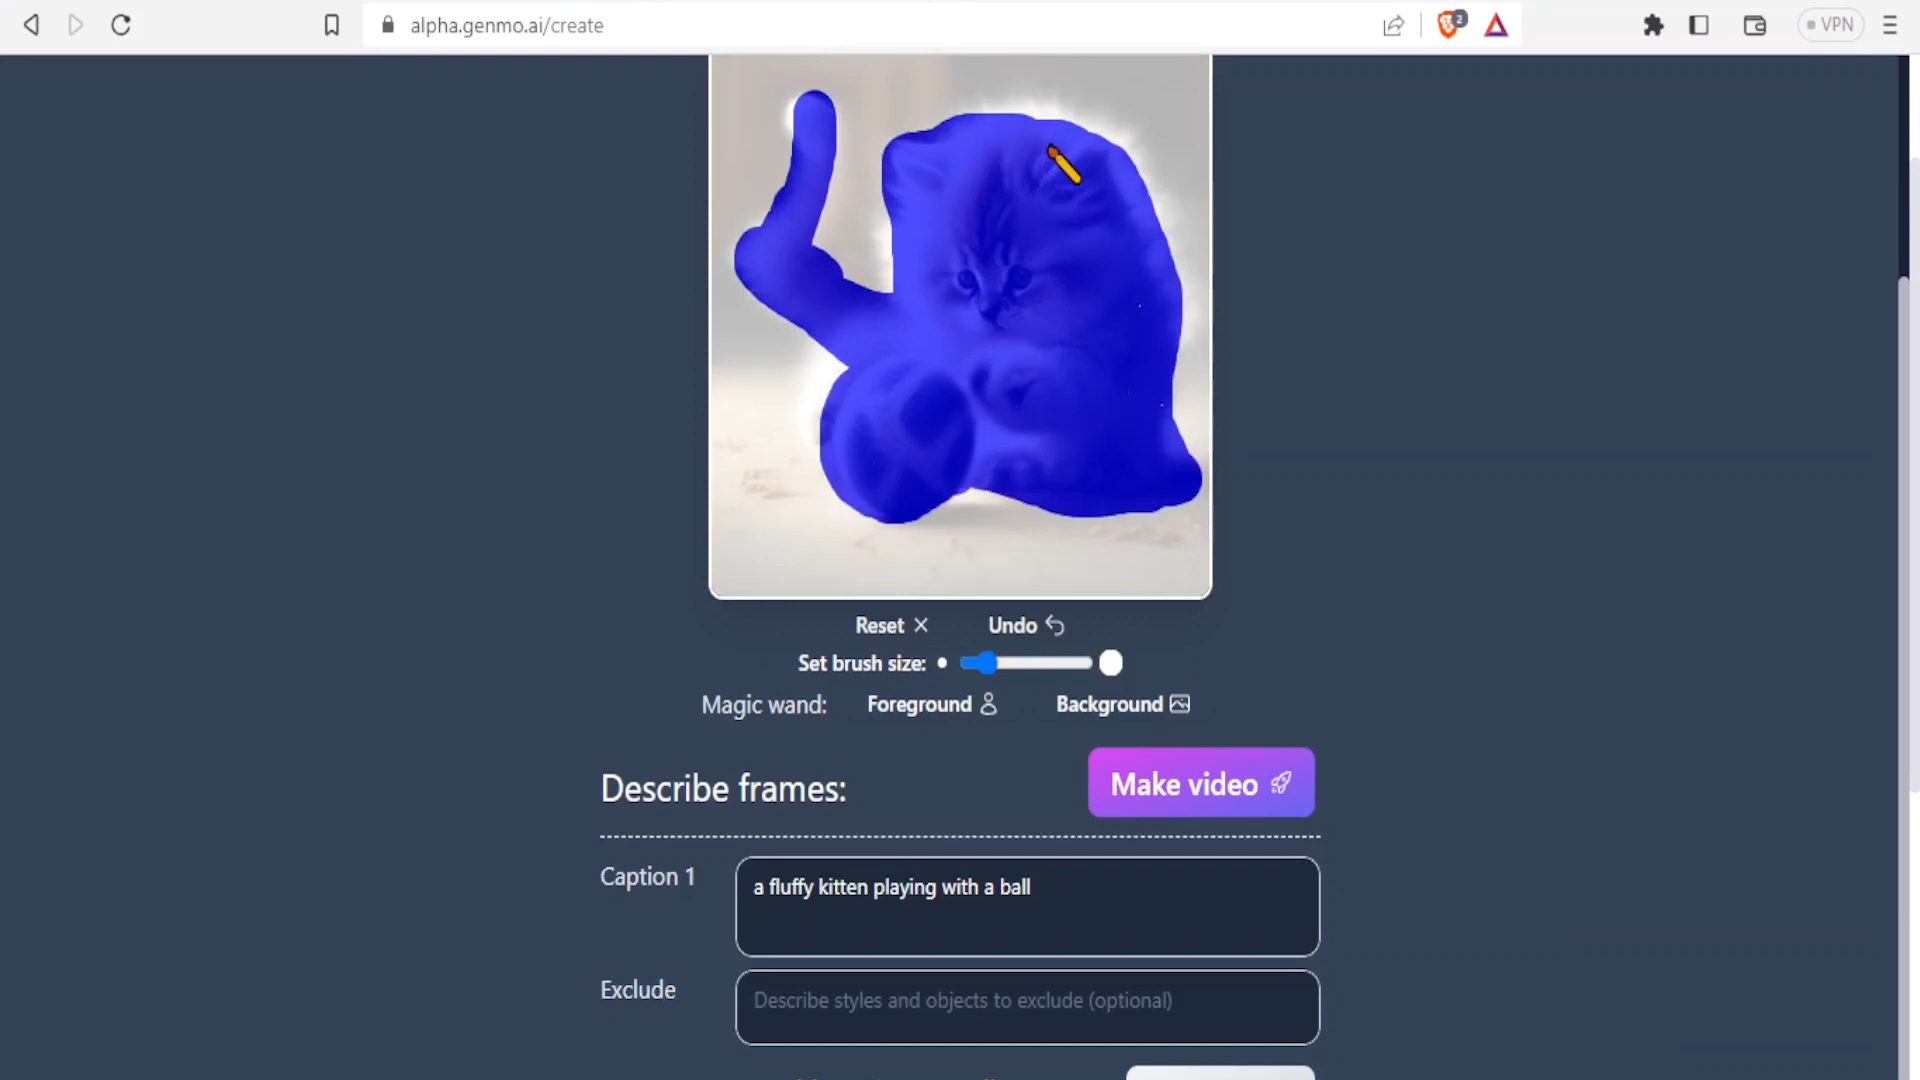 alpha.genmo.ai/create
2
VPN
Reset
Undo
Set brush size:
Magic wand: Foreground Background
Describe frames:
Make video
Caption 1
a fluffy kitten playing with a ball
Exclude
Describe styles and objects to exclude (optional)